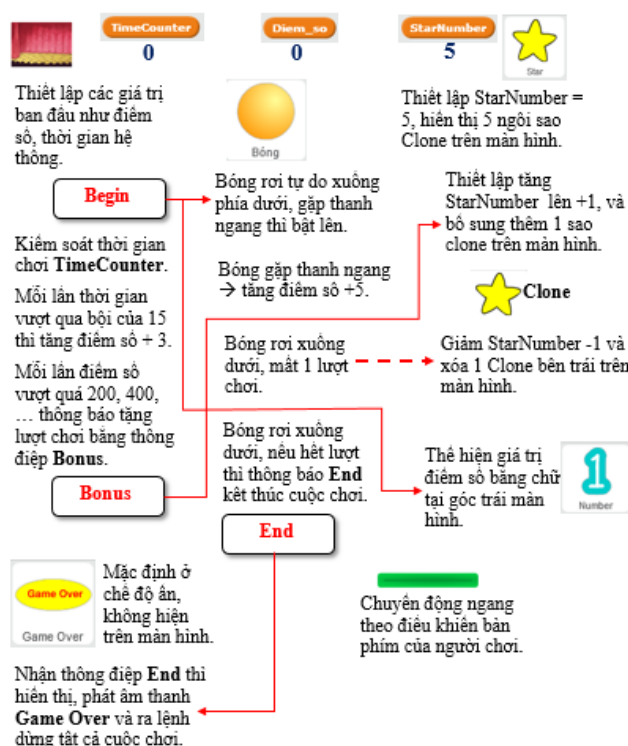 TimeCounter
0
Diem_so
0
StarNumber
5
Star
Thiết lập các giá trị
ban đầu như điểm
số, thời gian hệ
thống.
Bóng
Thiết lập StarNumber =
5, hiển thị 5 ngôi sao
Clone trên màn hình.
Begin
Bóng rơi tự do xuống
phía dưới, gặp thanh
ngang thì bật lên.
Thiết lập tăng
StarNumber lên +1, và
bổ sung thêm 1 sao
clone trên màn hình.
Kiểm soát thời gian
chơi TimeCounter.
Mỗi lần thời gian
vượt qua bội của 15
thì tăng điểm số + 3.
Mỗi lần điểm số
vượt quá 200, 400,
… thông báo tặng
lượt chơi bằng thông
điệp Bonus.
Bonus
Bóng gặp thanh ngang
→ tăng điểm số +5.
Clone
Bóng rơi xuống
dưới, mất 1 lượt
chơi.
Giảm StarNumber -1 và
xóa 1 Clone bên trái trên
màn hình.
Bóng rơi xuống
dưới, nếu hết lượt
thì thông báo End
kết thúc cuộc chơi.
End
Thể hiện giá trị
điểm số bằng chữ
tại góc trái màn
hình.
1
Number
Game Over
Game Over
Mặc định ở
chế độ ẩn,
không hiện
trên màn hình.
Chuyển động ngang
theo điều khiển bàn
phím của người chơi.
Nhận thông điệp End thì
hiển thị, phát âm thanh
Game Over và ra lệnh
dừng tất cả cuộc chơi.